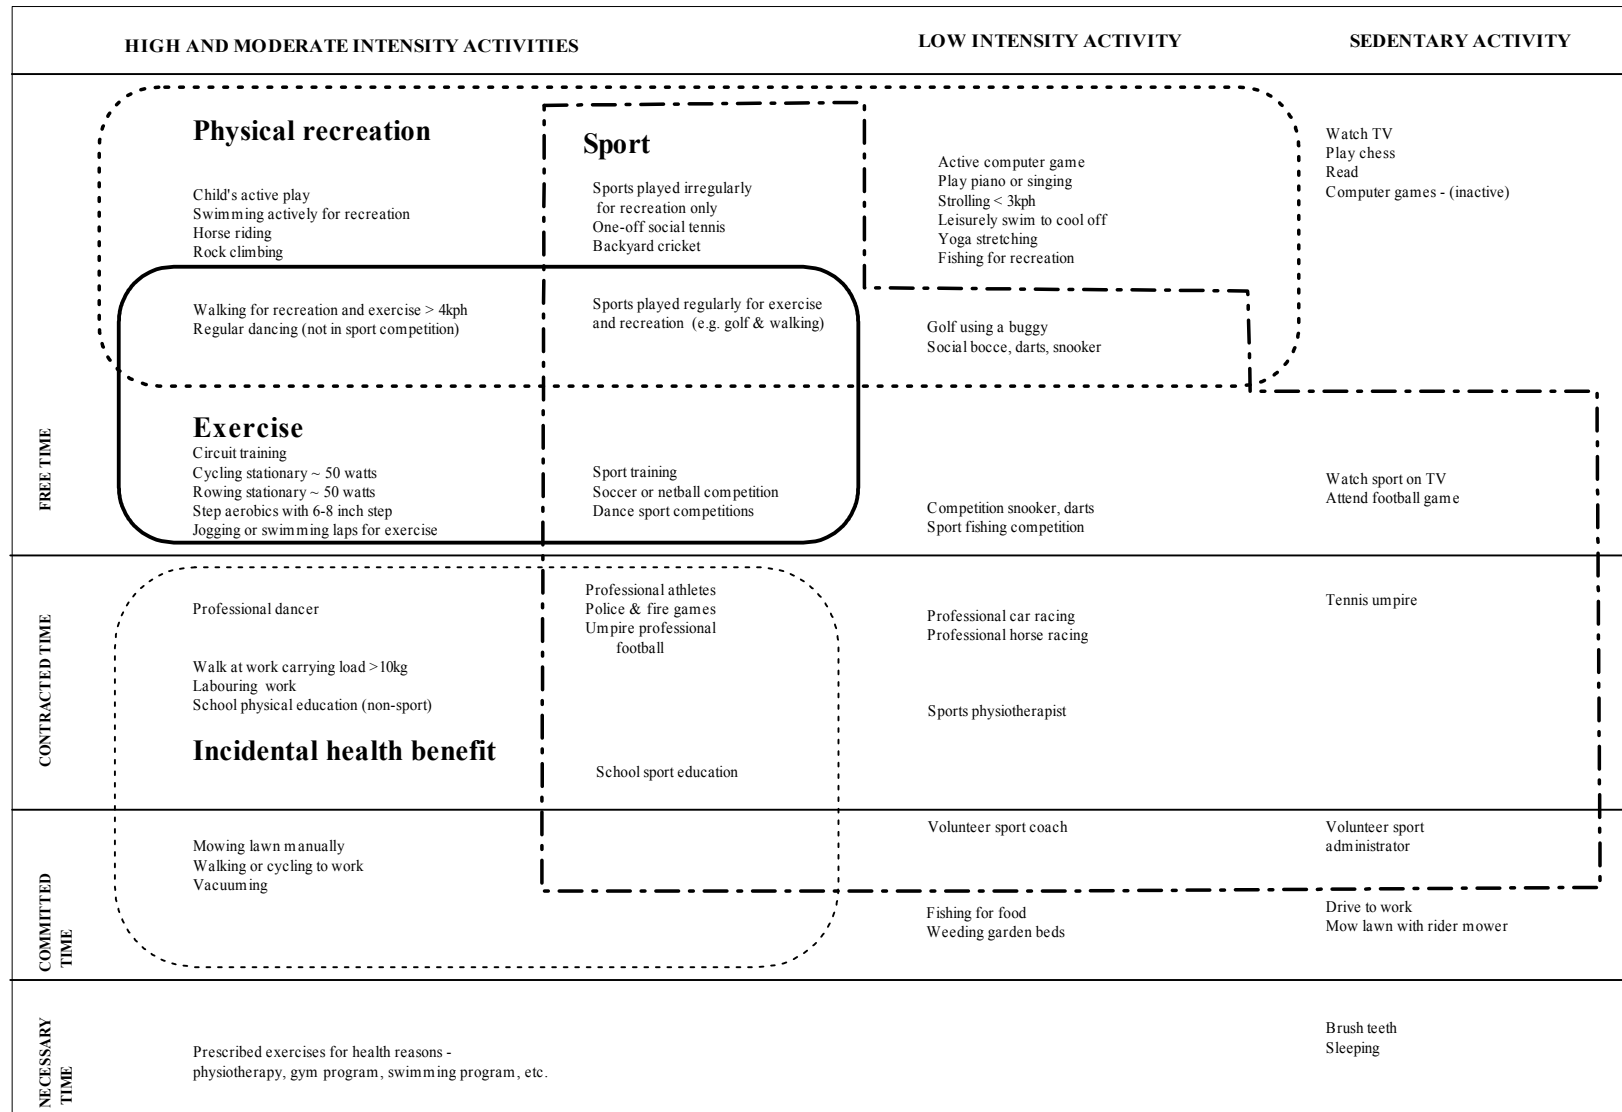 HIGH AND MODERATE INTENSITY ACTIVITIES
LOW INTENSITY ACTIVITY
SEDENTARY ACTIVITY
FREE TIME
Physical recreation
Child's active play
Swimming actively for recreation
Horse riding
Rock climbing
Sport
Sports played irregularly
for recreation only
One-off social tennis
Backyard cricket
Active computer game
Play piano or singing
Strolling < 3kph
Leisurely swim to cool off
Yoga stretching
Fishing for recreation
Watch TV
Play chess
Read
Computer games - (inactive)
Walking for recreation and exercise > 4kph
Regular dancing (not in sport competition)
Sports played regularly for exercise
and recreation (e.g. golf & walking)
Golf using a buggy
Social bocce, darts, snooker
Exercise
Circuit training
Cycling stationary ~ 50 watts
Rowing stationary ~ 50 watts
Step aerobics with 6-8 inch step
Jogging or swimming laps for exercise
Sport training
Soccer or netball competition
Dance sport competitions
Competition snooker, darts
Sport fishing competition
Watch sport on TV
Attend football game
CONTRACTED TIME
Professional dancer
Walk at work carrying load >10kg
Labouring work
School physical education (non-sport)
Incidental health benefit
Professional athletes
Police & fire games
Umpire professional
football
School sport education
Professional car racing
Professional horse racing
Sports physiotherapist
Tennis umpire
COMMITTED
TIME
Mowing lawn manually
Walking or cycling to work
Vacuuming
Volunteer sport coach
Fishing for food
Weeding garden beds
Volunteer sport
administrator
Drive to work
Mow lawn with rider mower
NECESSARY
TIME
Prescribed exercises for health reasons -
physiotherapy, gym program, swimming program, etc.
Brush teeth
Sleeping